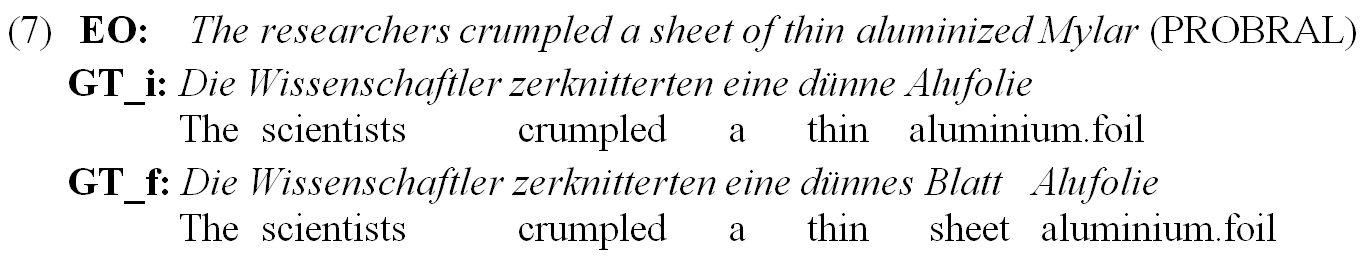 (7) EO: The researchers crumpled a sheet of thin aluminized Mylar (PROBRAL)
GT_i: Die Wissenschaftler zerknitterten eine dünne Alufolie
The scientists crumpled a thin aluminium.foil
GT_f: Die Wissenschaftler zerknitterten eine dünnes Blatt Alufolie
The scientists crumpled a thin sheet aluminium.foil